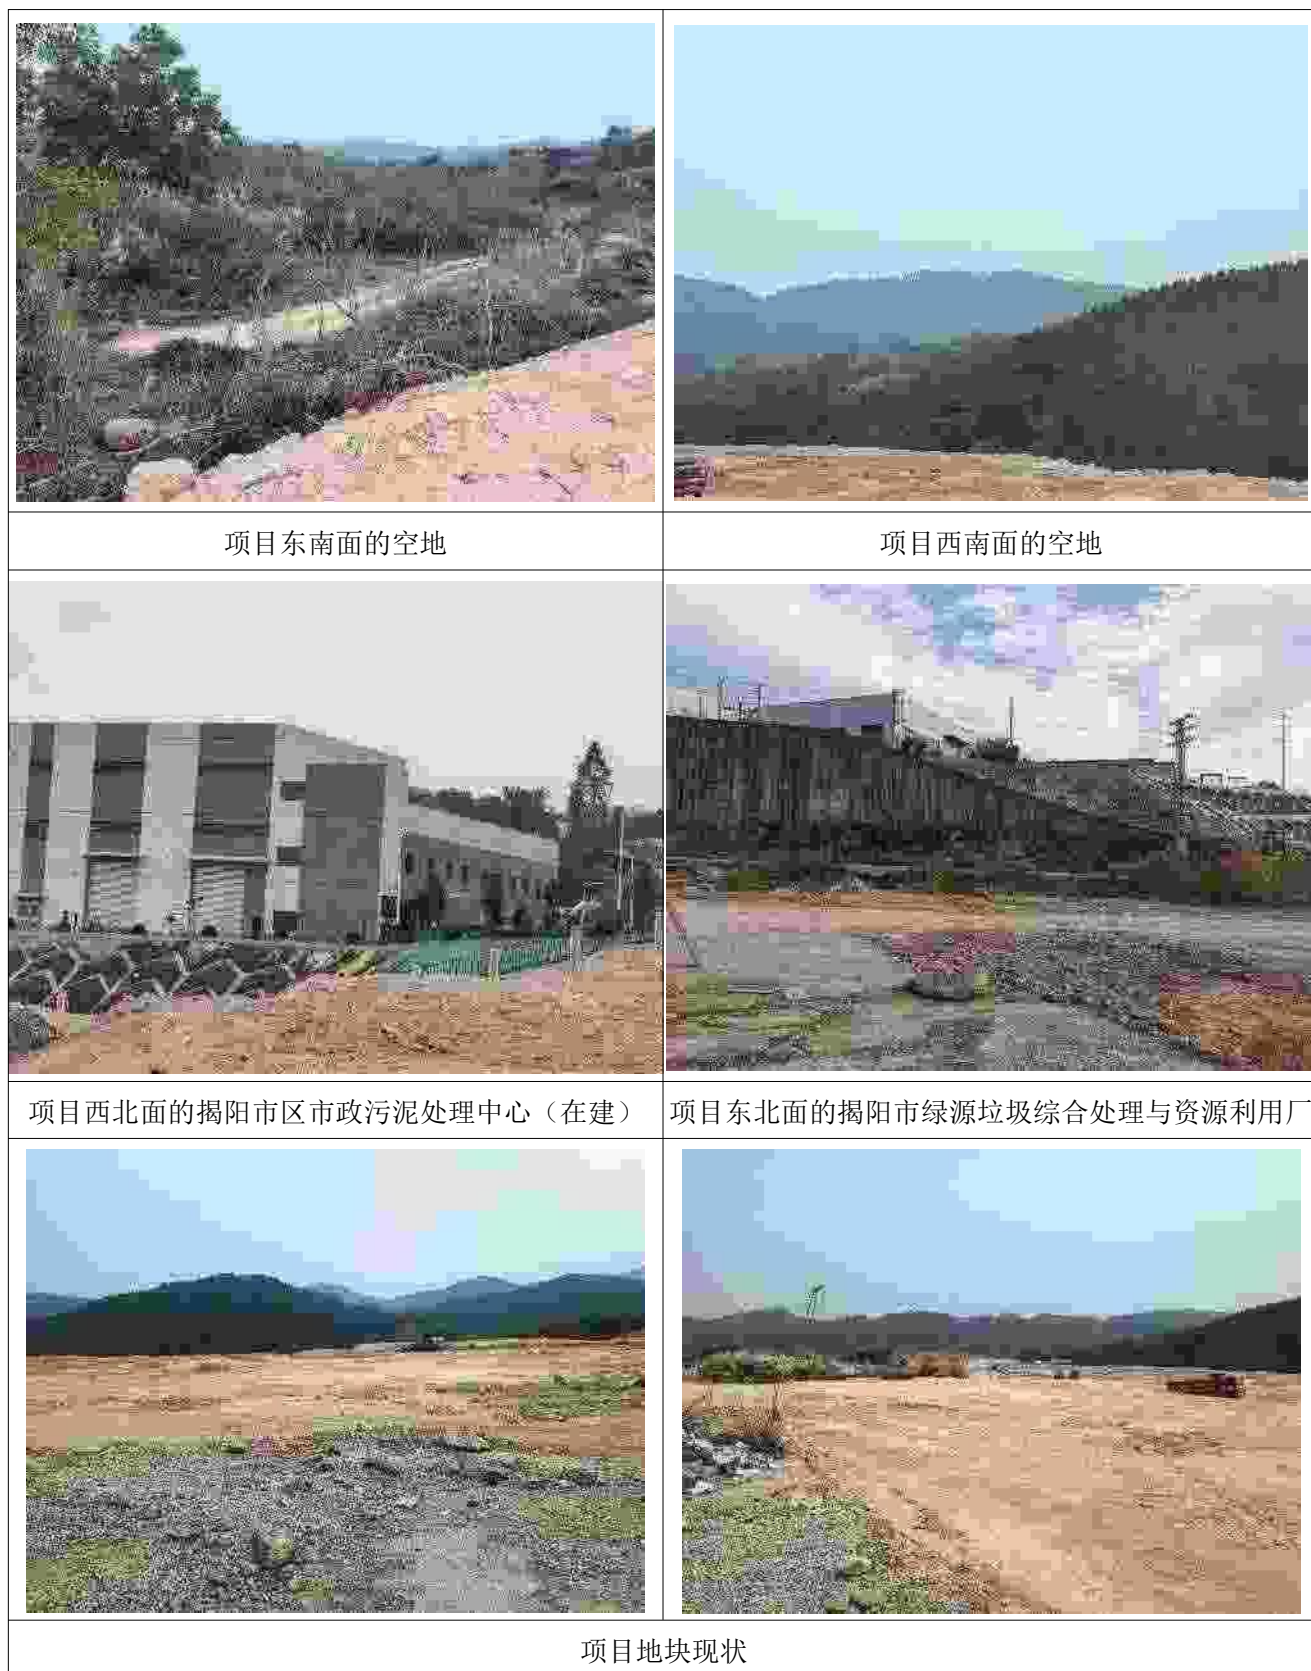 项目东南面的空地
项目西南面的空地
项目西北面的揭阳市区市政污泥处理中心（在建）
项目东北面的揭阳市绿源垃圾综合处理与资源利用厂
项目地块现状